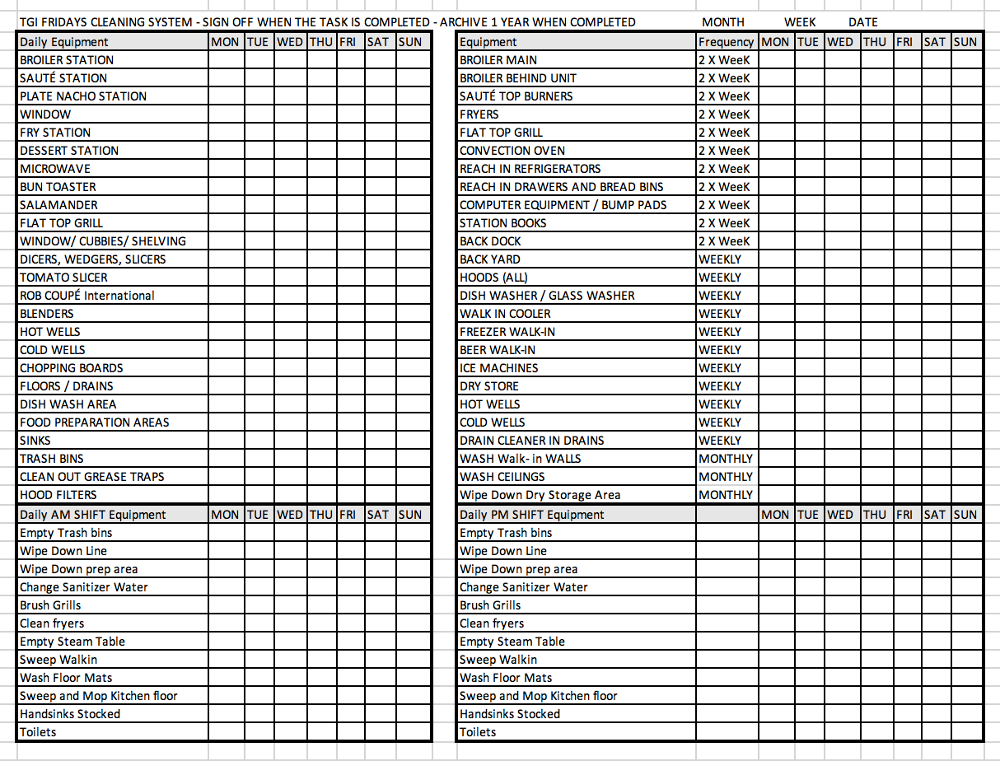 TGI FRIDAYS CLEANING SYSTEM - SIGN OFF WHEN THE TASK IS COMPLETED - ARCHIVE 1 YEAR WHEN COMPLETED MONTH WEEK DATE
Daily Equipment MON TUE WED THU FRI SAT SUN Equipment Frequency MON TUE WED THU FRI SAT SUN
BROILER STATION BROILER MAIN 2 X WeeK
SAUTÉ STATION BROILER BEHIND UNIT 2 X WeeK
PLATE NACHO STATION SAUTÉ TOP BURNERS 2 X WeeK
WINDOW FRYERS 2 X WeeK
FRY STATION FLAT TOP GRILL 2 X WeeK
DESSERT STATION CONVECTION OVEN 2 X WeeK
MICROWAVE REACH IN REFRIGERATORS 2 X WeeK
BUN TOASTER REACH IN DRAWERS AND BREAD BINS 2 X WeeK
SALAMANDER COMPUTER EQUIPMENT / BUMP PADS 2 X WeeK
FLAT TOP GRILL STATION BOOKS 2 X WeeK
WINDOW/ CUBBIES/ SHELVING BACK DOCK 2 X WeeK
DICERS, WEDGERS, SLICERS BACK YARD WEEKLY
TOMATO SLICER HOODS (ALL) WEEKLY
ROB COUPÉ International DISH WASHER / GLASS WASHER WEEKLY
BLENDERS WALK IN COOLER WEEKLY
HOT WELLS FREEZER WALK-IN WEEKLY
COLD WELLS BEER WALK-IN WEEKLY
CHOPPING BOARDS ICE MACHINES WEEKLY
FLOORS / DRAINS DRY STORE WEEKLY
DISH WASH AREA HOT WELLS WEEKLY
FOOD PREPARATION AREAS COLD WELLS WEEKLY
SINKS DRAIN CLEANER IN DRAINS WEEKLY
TRASH BINS WASH Walk- in WALLS MONTHLY
CLEAN OUT GREASE TRAPS WASH CEILINGS MONTHLY
HOOD FILTERS Wipe Down Dry Storage Area MONTHLY
Daily AM SHIFT Equipment MON TUE WED THU FRI SAT SUN Daily PM SHIFT Equipment MON TUE WED THU FRI SAT SUN
Empty Trash bins Empty Trash bins
Wipe Down Line Wipe Down Line
Wipe Down prep area Wipe Down prep area
Change Sanitizer Water Change Sanitizer Water
Brush Grills Brush Grills
Clean fryers Clean fryers
Empty Steam Table Empty Steam Table
Sweep Walkin Sweep Walkin
Wash Floor Mats Wash Floor Mats
Sweep and Mop Kitchen floor Sweep and Mop Kitchen floor
Handsinks Stocked Handsinks Stocked
Toilets Toilets